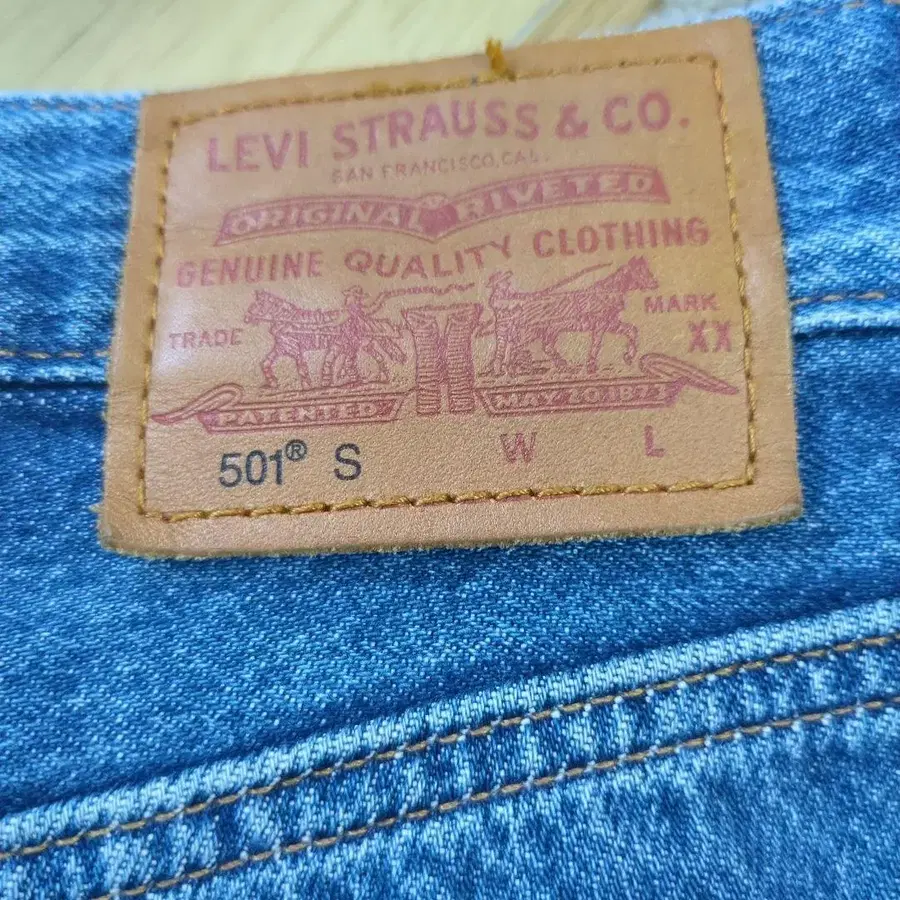 LEVI STRAUSS & CO.
SAN FRANCISCO, CAL.
ORIGINAL RIVETED
GENUINE QUALITY CLOTHING
TRADE MARK
XX
PATENTED MAY 20 1873
501® S W L